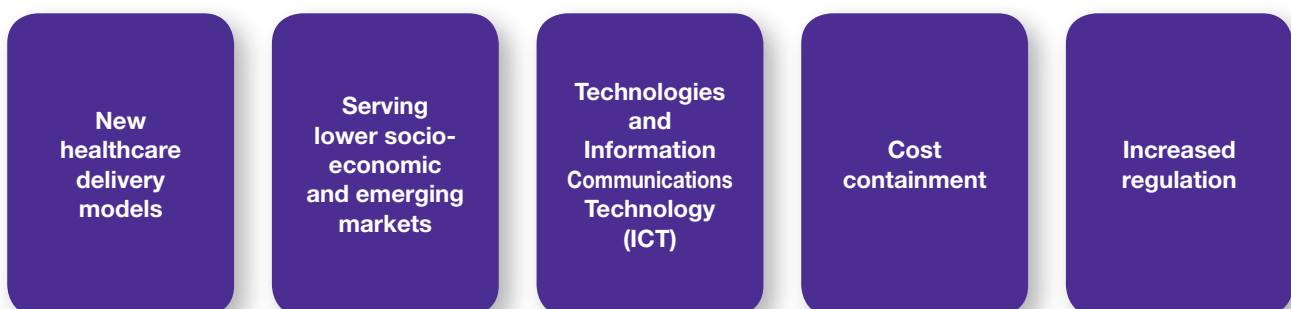 New
healthcare
delivery
models
Serving
lower socio-
economic
and emerging
markets
Technologies
and
Information
Communications
Technology
(ICT)
Cost
containment
Increased
regulation